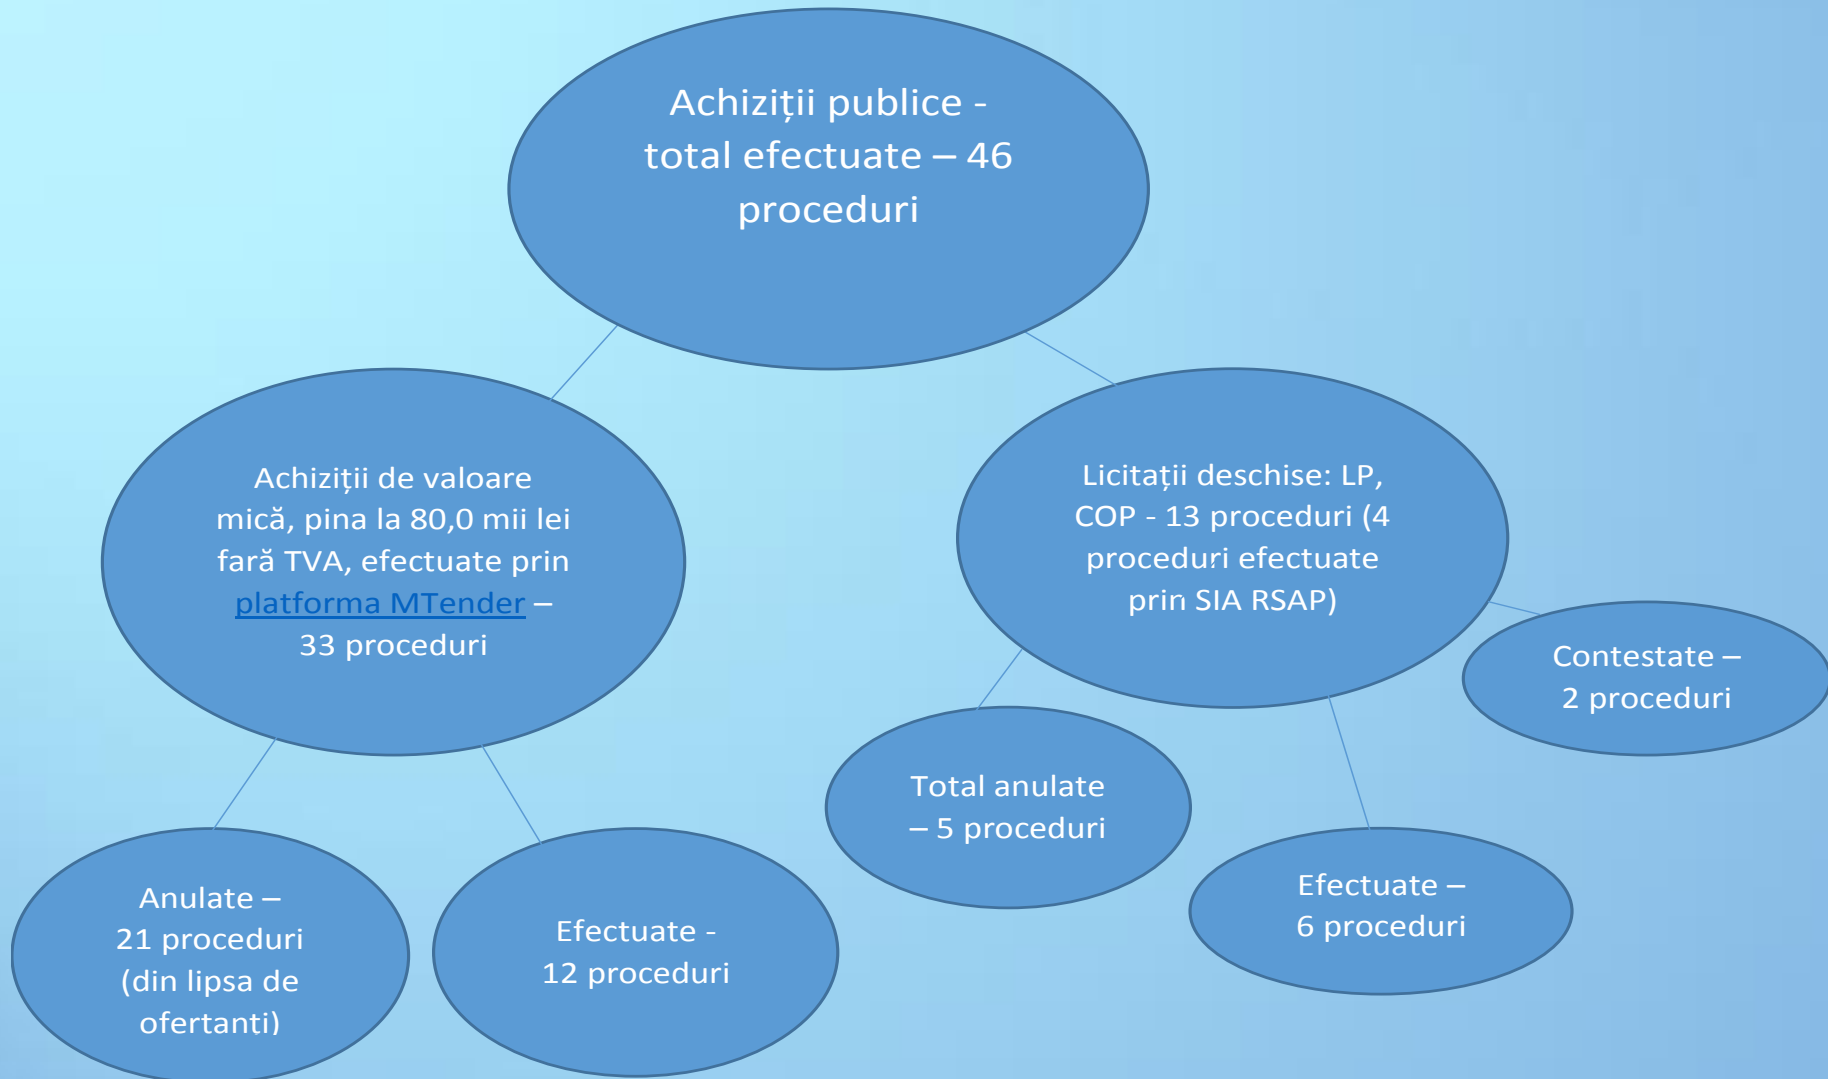 Achiziții publice -
total efectuate – 46
proceduri
Achiziții de valoare
mică, pina la 80,0 mii lei
fară TVA, efectuate prin
platforma MTender –
33 proceduri
Licitații deschise: LP,
COP - 13 proceduri (4
proceduri efectuate
prin SIA RSAP)
Contestate –
2 proceduri
Total anulate
– 5 proceduri
Efectuate –
6 proceduri
Anulate –
21 proceduri
(din lipsa de
ofertanti)
Efectuate -
12 proceduri